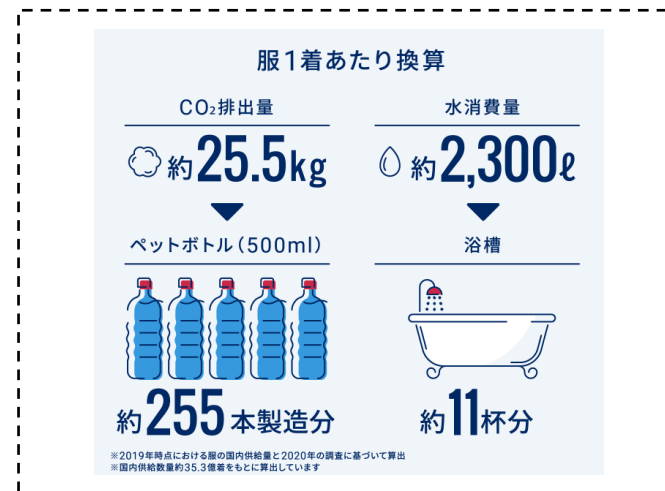 服1着あたり換算
CO₂排出量
約25.5kg
ペットボトル(500ml)
約255本製造分
水消費量
約2,300ℓ
浴槽
約11杯分
※2019年時点における服の国内供給量と2020年の調査に基づいて算出
※国内供給数量約35.3億着をもとに算出しています